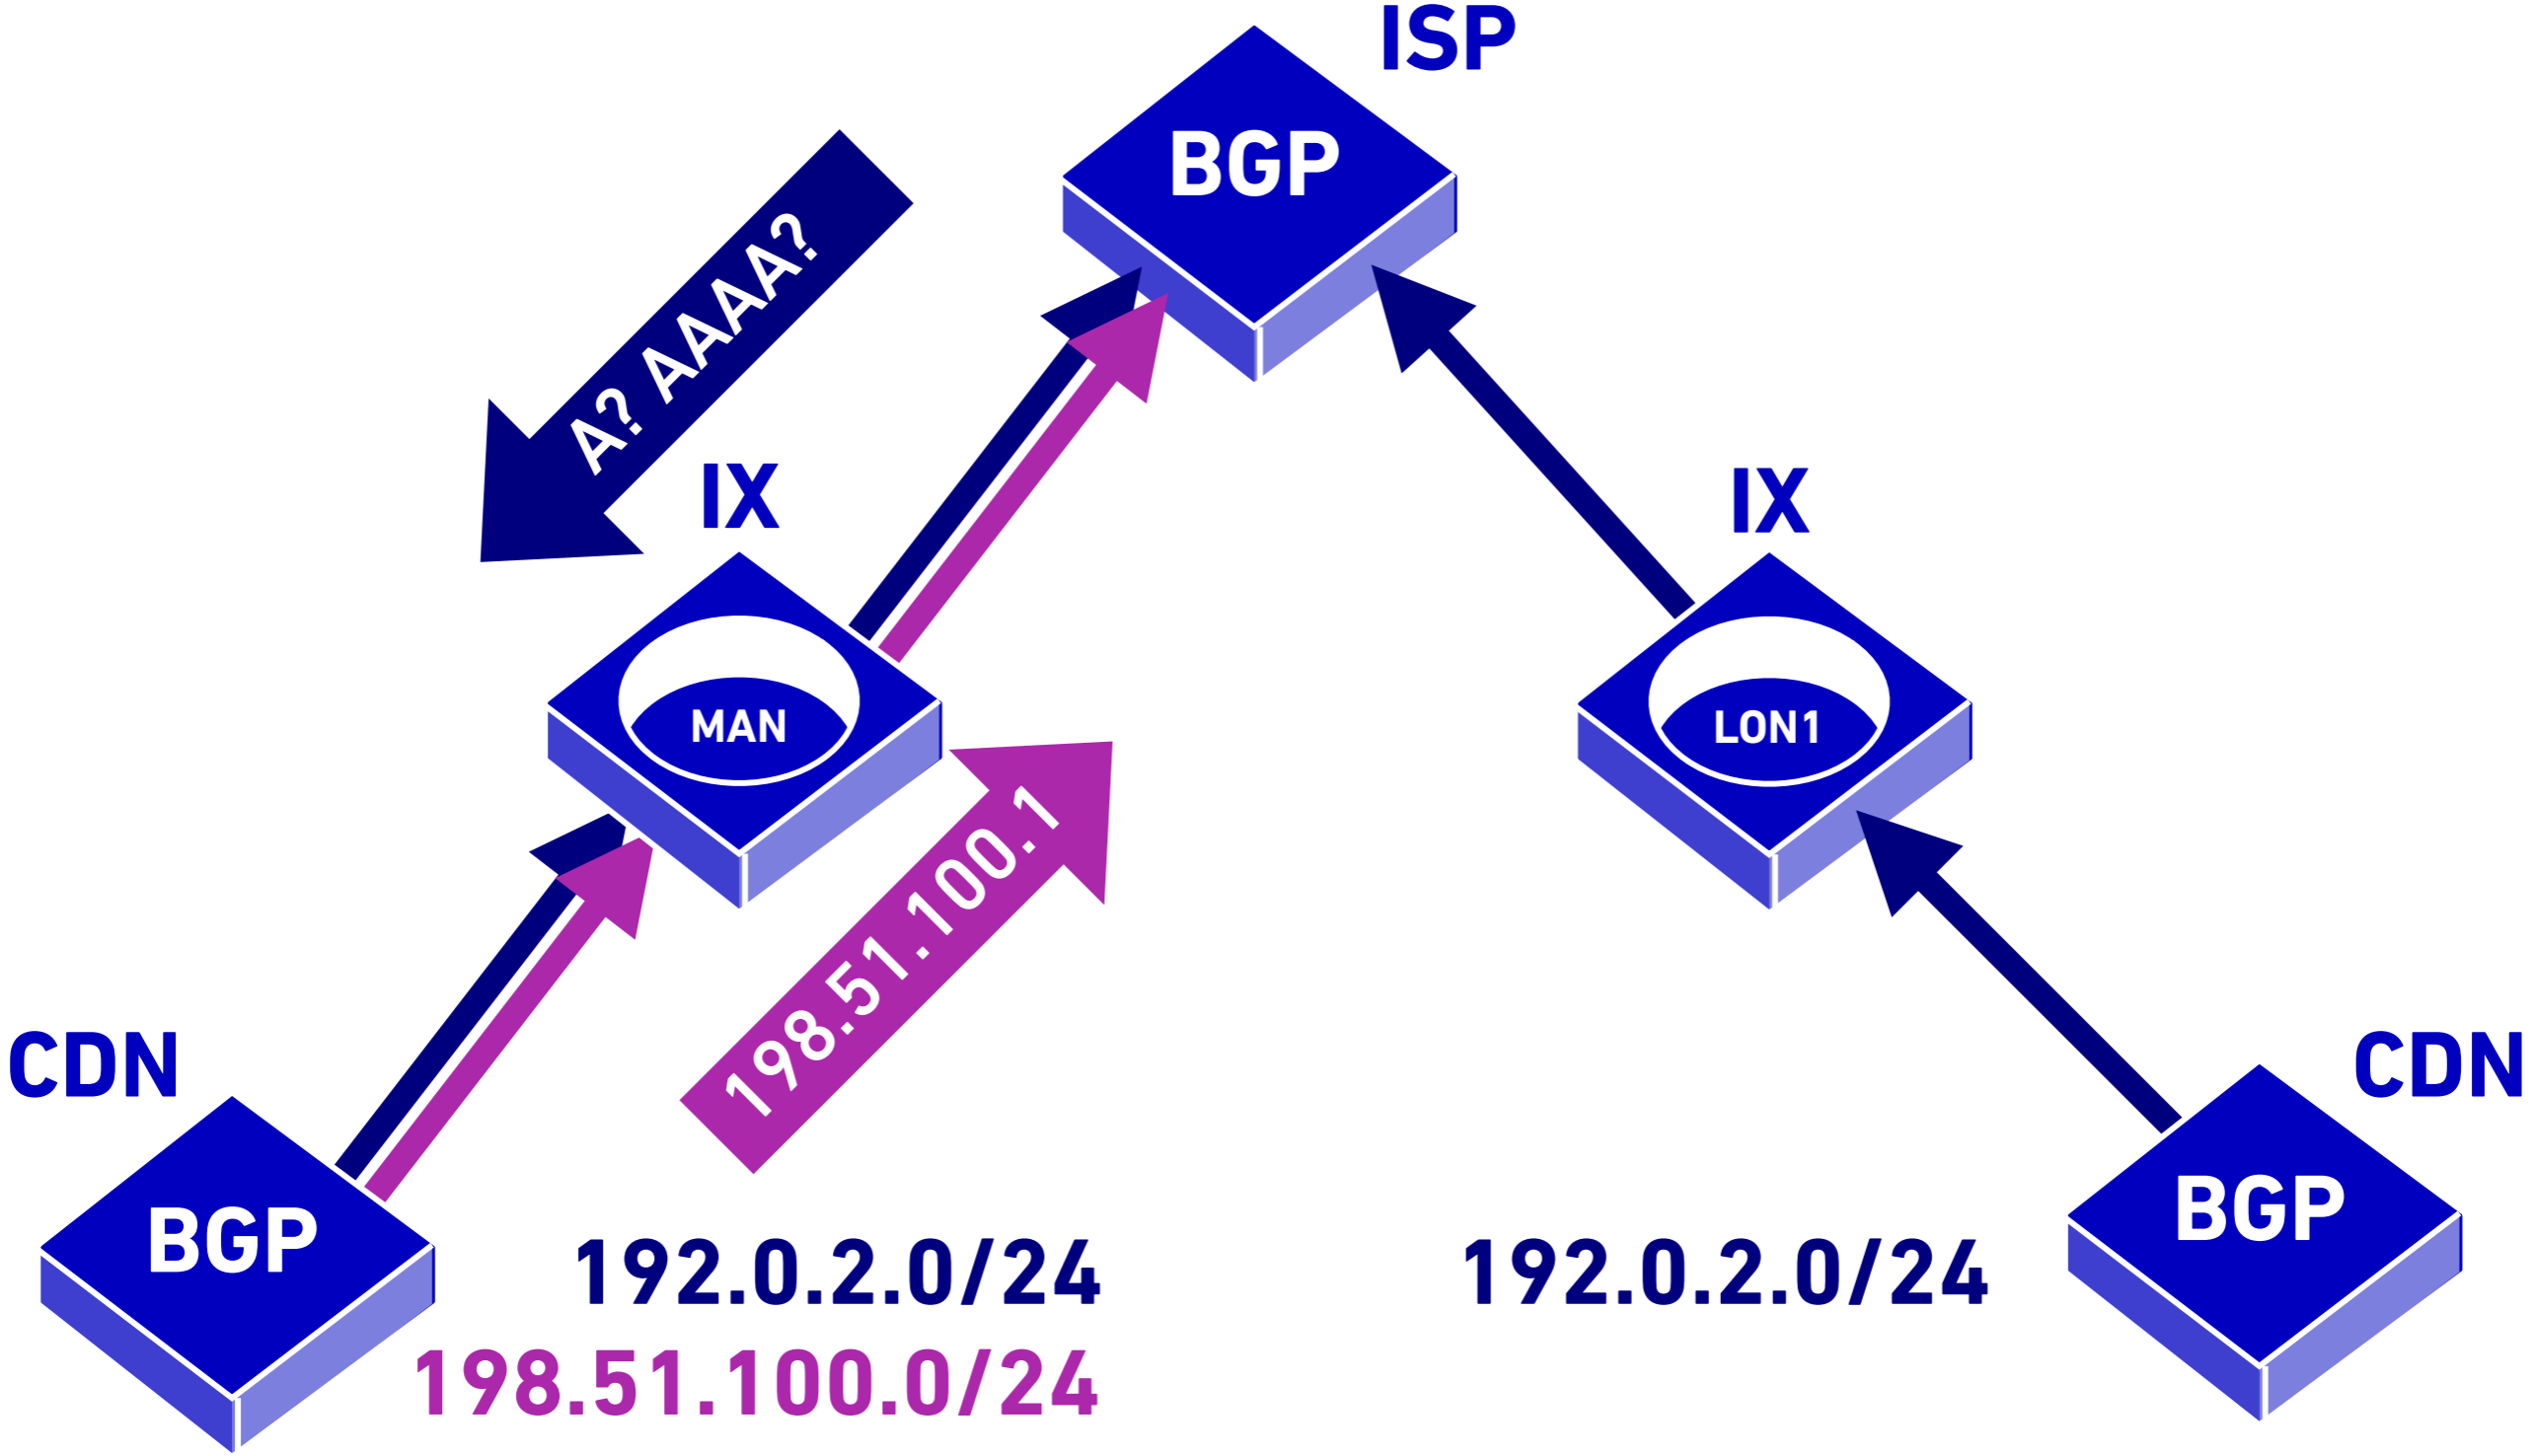 ISP
BGP
A? AAAA?
IX
IX
MAN
LON1
198.51.100.1
CDN
CDN
BGP
BGP
192.0.2.0/24
192.0.2.0/24
198.51.100.0/24